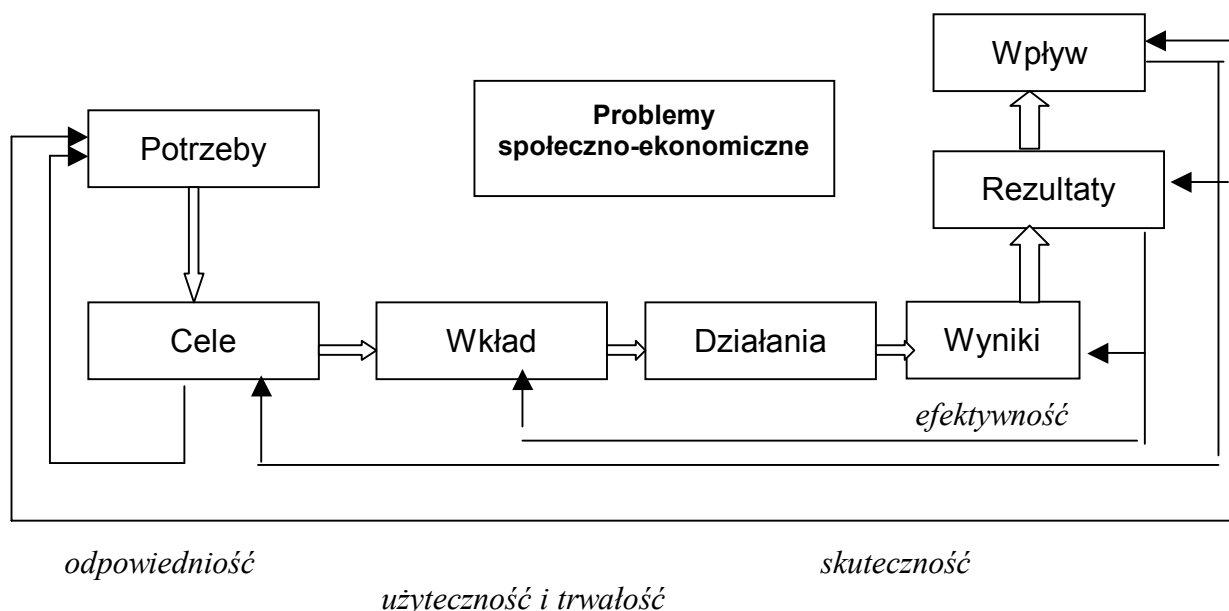 Wpływ
Problemy
społeczno-ekonomiczne
Potrzeby
Rezultaty
Cele
Wkład
Działania
Wyniki
efektywność
odpowiedniość
skuteczność
użyteczność i trwałość